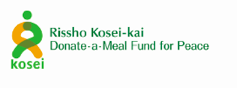 Rissho Kosei-kai
Donate-a-Meal Fund for Peace
kosei